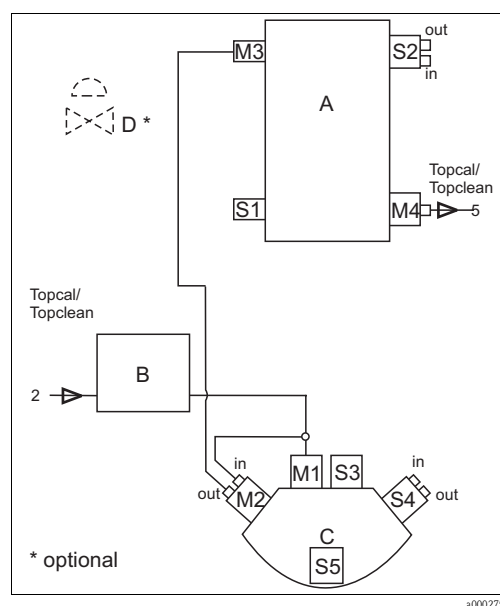 out
M3
S2
in
A
D *
Topcal/
Topclean
S1
M4
5
Topcal/
Topclean
B
2
in
M1
S3
in
out
M2
S4
out
C
S5
* optional